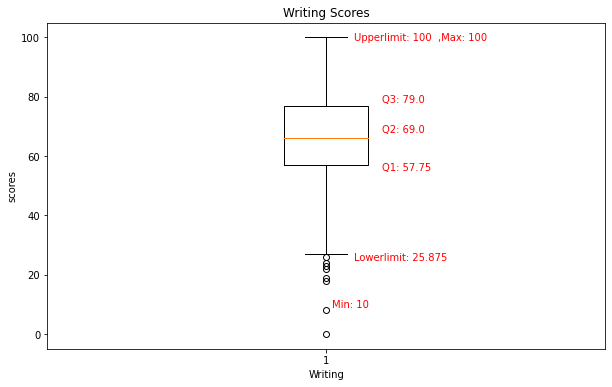 Writing Scores
100
Upperlimit: 100 ,Max: 100
80
Q3: 79.0
Q2: 69.0
60
Q1: 57.75
scores
40
Lowerlimit: 25.875
20
Min: 10
0
1
Writing